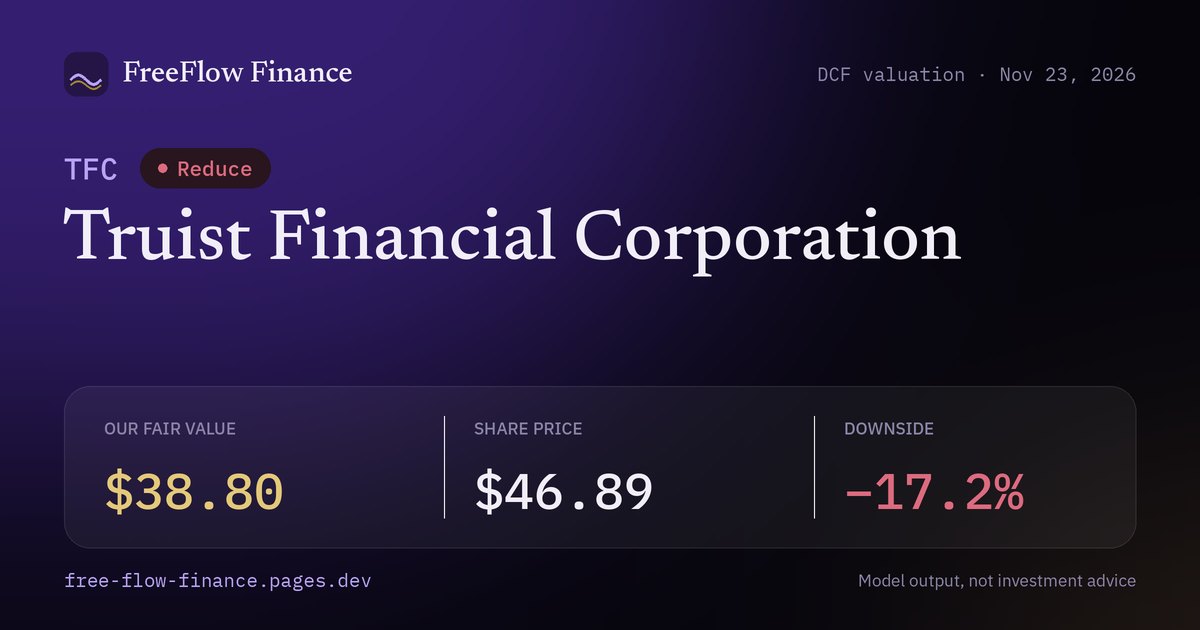 FreeFlow Finance
DCF valuation · Nov 23, 2026
TFC
Reduce
Truist Financial Corporation
OUR FAIR VALUE
$38.80
SHARE PRICE
$46.89
DOWNSIDE
−17.2%
free-flow-finance.pages.dev
Model output, not investment advice